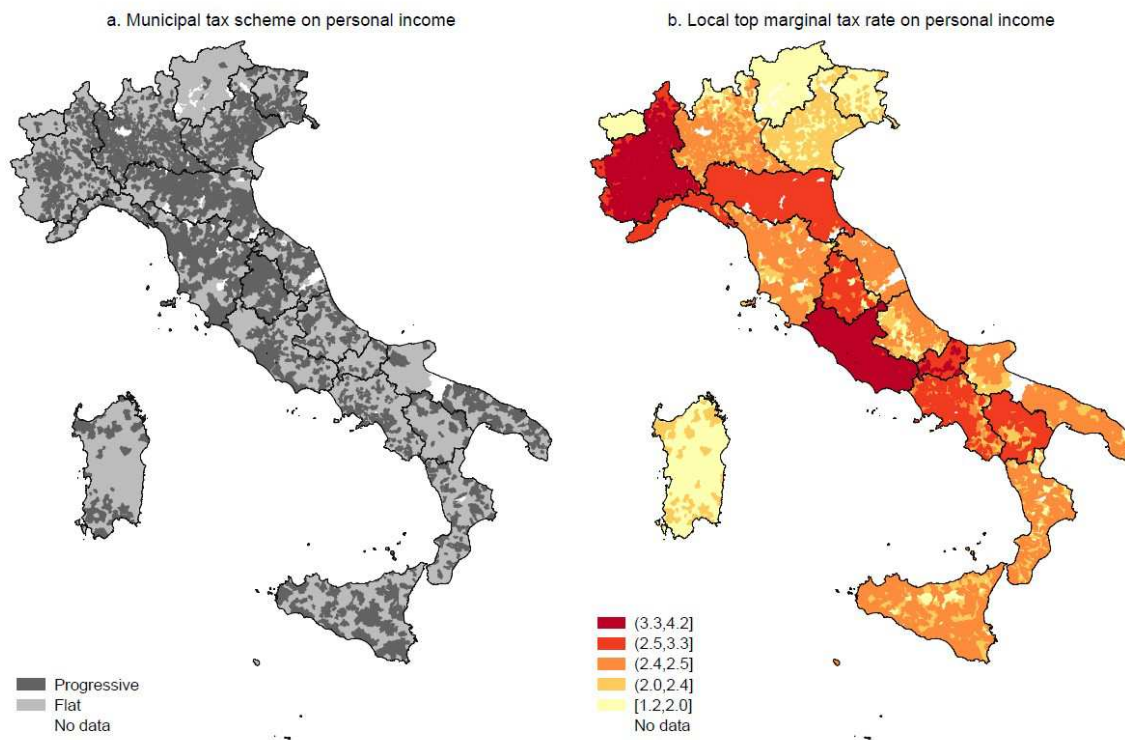 a. Municipal tax scheme on personal income
b. Local top marginal tax rate on personal income
Progressive
Flat
No data
(3.3,4.2]
(2.5,3.3]
(2.4,2.5]
(2.0,2.4]
[1.2,2.0]
No data